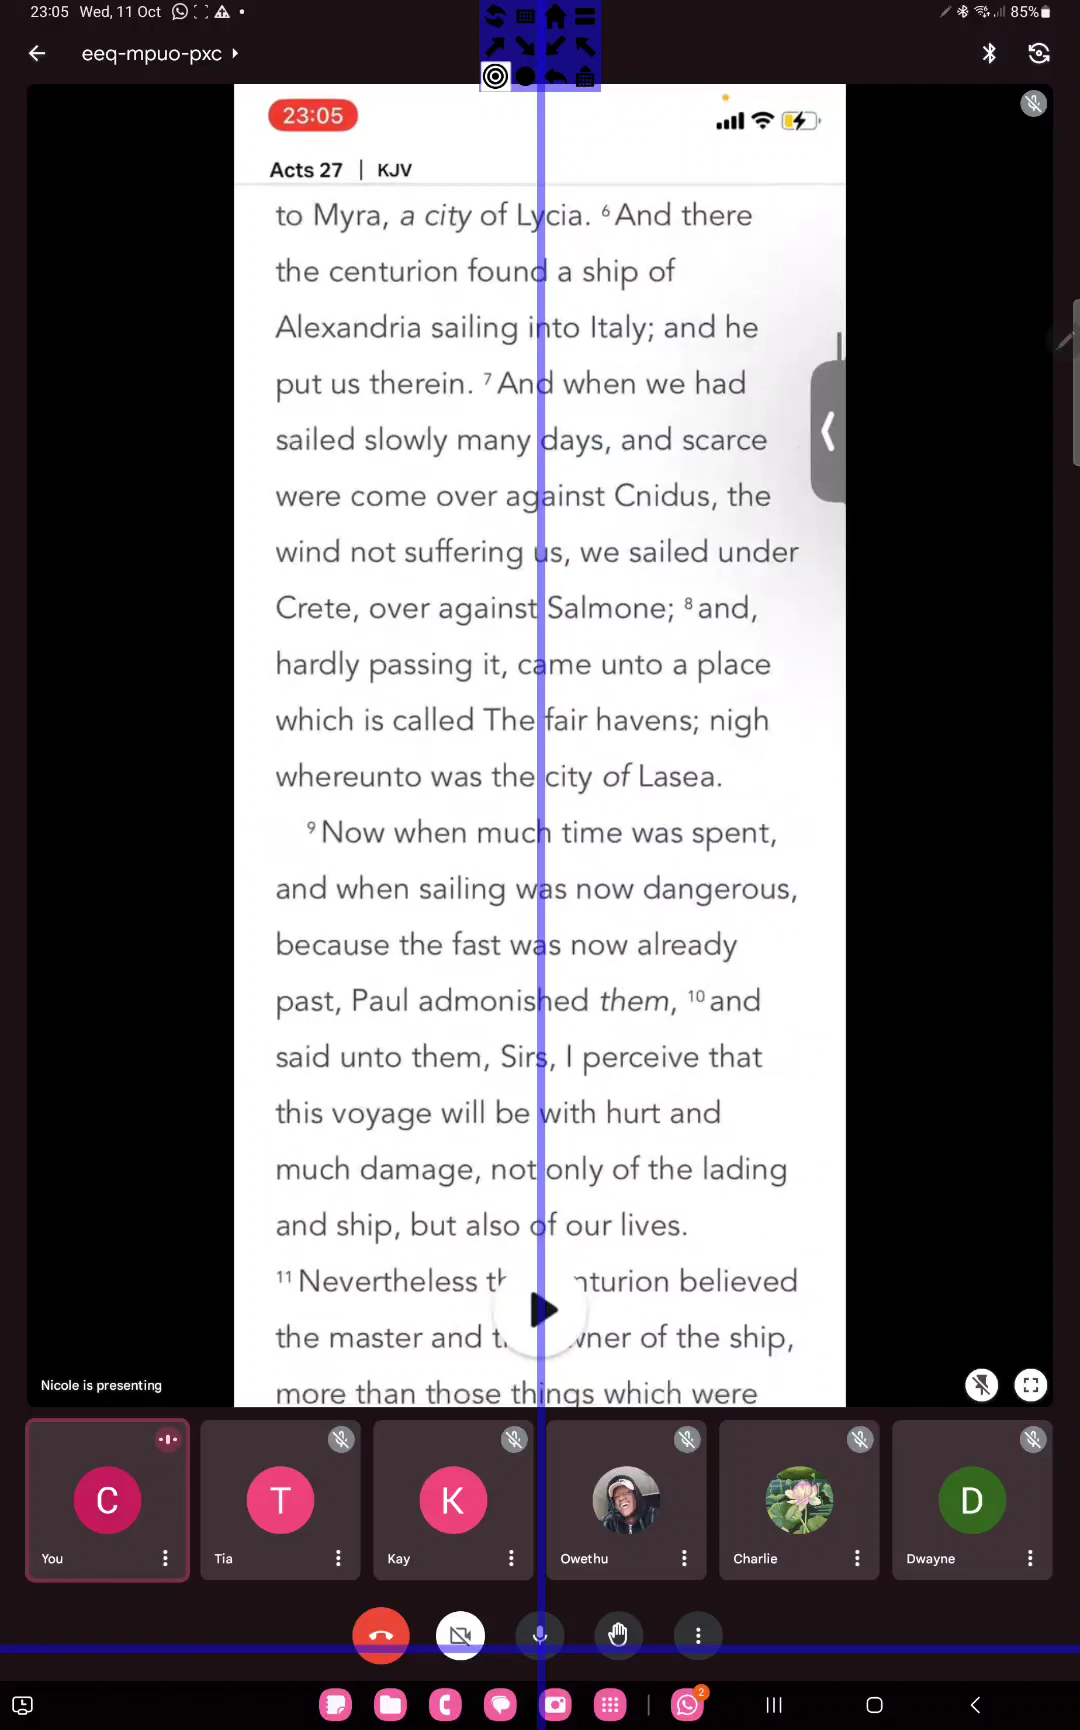 23:05 Wed, 11 Oct
85%
eeq-mpuo-pxc
23:05
Acts 27 | KJV
to Myra, a city of Lycia. 6 And there
the centurion found a ship of
Alexandria sailing into Italy; and he
put us therein. 7 And when we had
sailed slowly many days, and scarce
were come over against Cnidus, the
wind not suffering us, we sailed under
Crete, over against Salmone; 8 and,
hardly passing it, came unto a place
which is called The fair havens; nigh
whereunto was the city of Lasea.
9 Now when much time was spent,
and when sailing was now dangerous,
because the fast was now already
past, Paul admonished them, 10 and
said unto them, Sirs, I perceive that
this voyage will be with hurt and
much damage, not only of the lading
and ship, but also of our lives.
11 Nevertheless th nturion believed
the master and t wner of the ship,
more than those things which were
Nicole is presenting
C T K D
You Tia Kay Owethu Charlie Dwayne
2